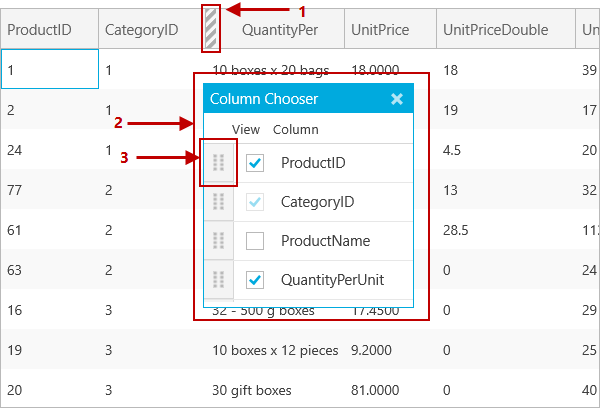 1
ProductID CategoryID QuantityPer UnitPrice UnitPriceDouble Un
1 1 10 boxes x 20 bags 18.0000 18 39
Column Chooser
2 View Column
3 ProductID
CategoryID
ProductName
QuantityPerUnit
2 1 19 17
24 1 4.5 20
77 2 13 32
61 2 28.5 11
63 2 0 24
16 3 32 - 500 g boxes 17.4500 0 29
19 3 10 boxes x 12 pieces 9.2000 0 25
20 3 30 gift boxes 81.0000 0 40